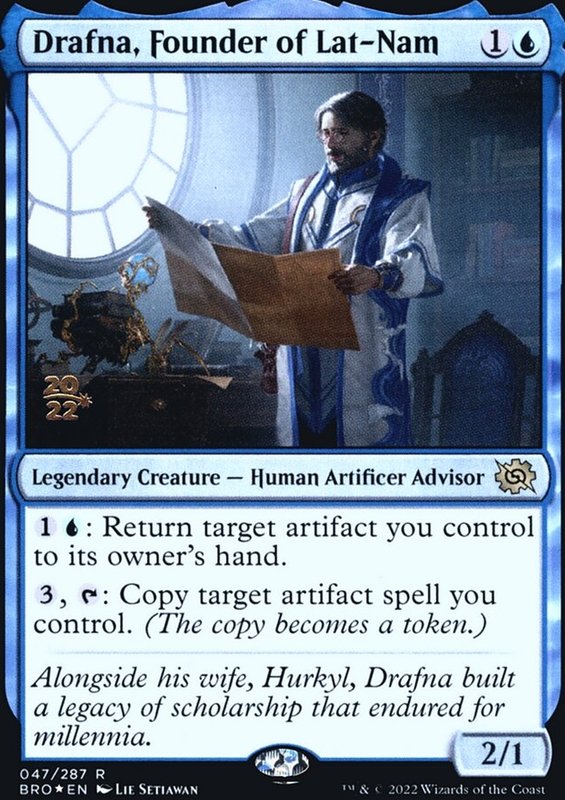 Drafna, Founder of Lat-Nam 1
20
22
Legendary Creature — Human Artificer Advisor
1 : Return target artifact you control
to its owner's hand.
3, : Copy target artifact spell you
control. (The copy becomes a token.)
Alongside his wife, Hurkyl, Drafna built
a legacy of scholarship that endured for
millennia.
2/1
047/287 R
BRO★EN Lie Setiawan
™ & © 2022 Wizards of the Coast